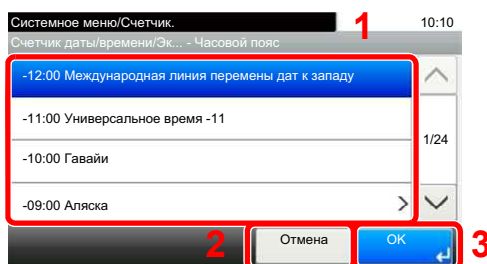 Системное меню/Счетчик.
1
10:10
Счетчик даты/времени/Эк... - Часовой пояс
-12:00 Международная линия перемены дат к западу
-11:00 Универсальное время -11
1/24
-10:00 Гавайи
-09:00 Аляска
2
Отмена
OK
3